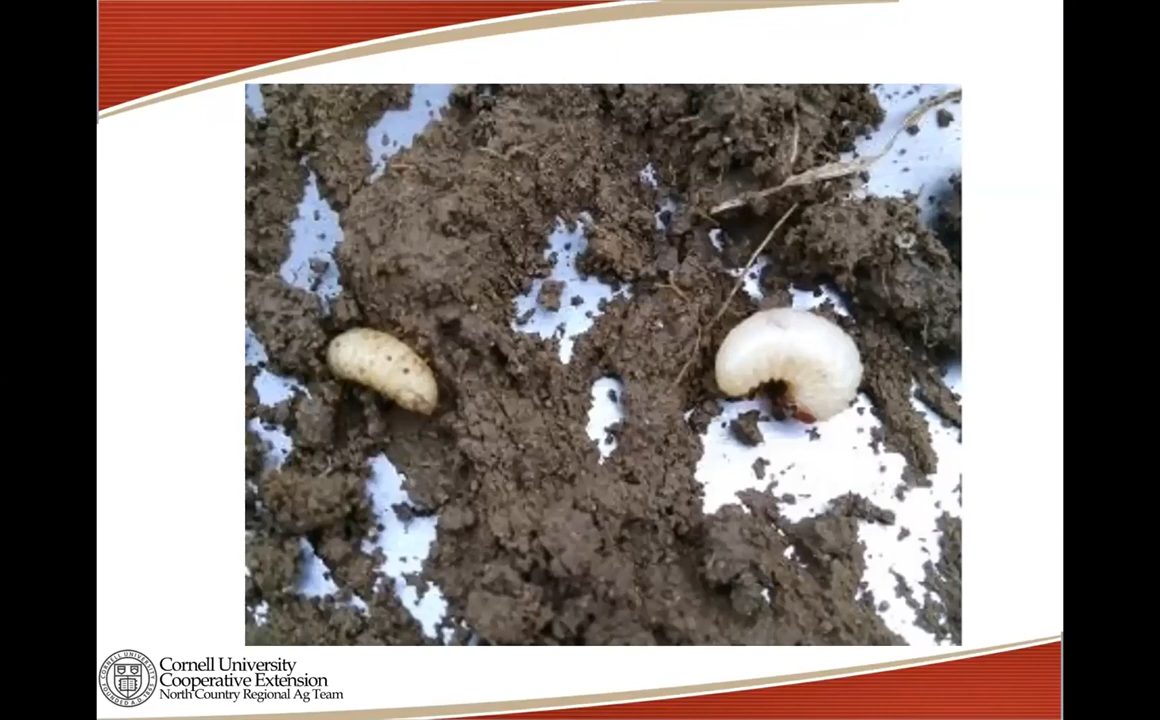 Cornell University
Cooperative Extension
North Country Regional Ag Team